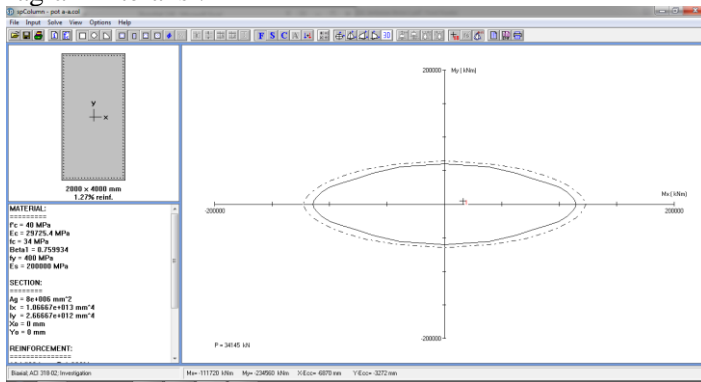 spColumn - pot a-a.col
File Input Solve View Options Help
F S C A
3D
y
x
2000 x 4000 mm
1.27% reinf.
MATERIAL:
=========
f'c = 40 MPa
Ec = 29725.4 MPa
fc = 34 MPa
Beta1 = 0.759934
fy = 400 MPa
Es = 200000 MPa
SECTION:
========
Ag = 8e+006 mm^2
Ix = 1.06667e+013 mm^4
Iy = 2.66667e+012 mm^4
Xo = 0 mm
Yo = 0 mm
REINFORCEMENT:
==============
200000
My ( kNm)
Mx ( kNm)
-200000
200000
-200000
P = 34145 kN
Biaxial; ACI 318-02; Investigation
Mx= -111720 kNm My= -234560 kNm X-Ecc= -6870 mm Y-Ecc= -3272 mm